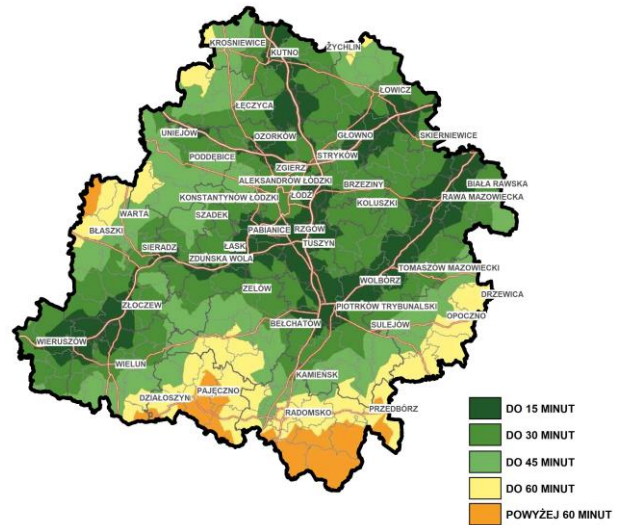 KROŚNIEWICE
KUTNO
ŻYCHLIN
ŁĘCZYCA
ŁOWICZ
UNIEJÓW
OZORKÓW
GŁOWNO
SKIERNIEWICE
PODDĘBICE
STRYKÓW
ZGIERZ
ALEKSANDRÓW ŁÓDZKI
BRZEZINY
BIAŁA RAWSKA
KONSTANTYNÓW ŁÓDZKI
ŁÓDŹ
KOLUSZKI
RAWA MAZOWIECKA
WARTA
SZADEK
BŁASZKI
PABIANICE
RZGÓW
SIERADZ
ŁASK
TUSZYN
ZDUŃSKA WOLA
TOMASZÓW MAZOWIECKI
WOLBÓRZ
ZELÓW
DRZEWICA
ZŁOCZEW
PIOTRKÓW TRYBUNALSKI
OPOCZNO
BEŁCHATÓW
SULEJÓW
WIERUSZÓW
WIELUŃ
KAMIEŃSK
PAJĘCZNO
DZIAŁOSZYN
RADOMSKO
PRZEDBÓRZ
DO 15 MINUT
DO 30 MINUT
DO 45 MINUT
DO 60 MINUT
POWYŻEJ 60 MINUT